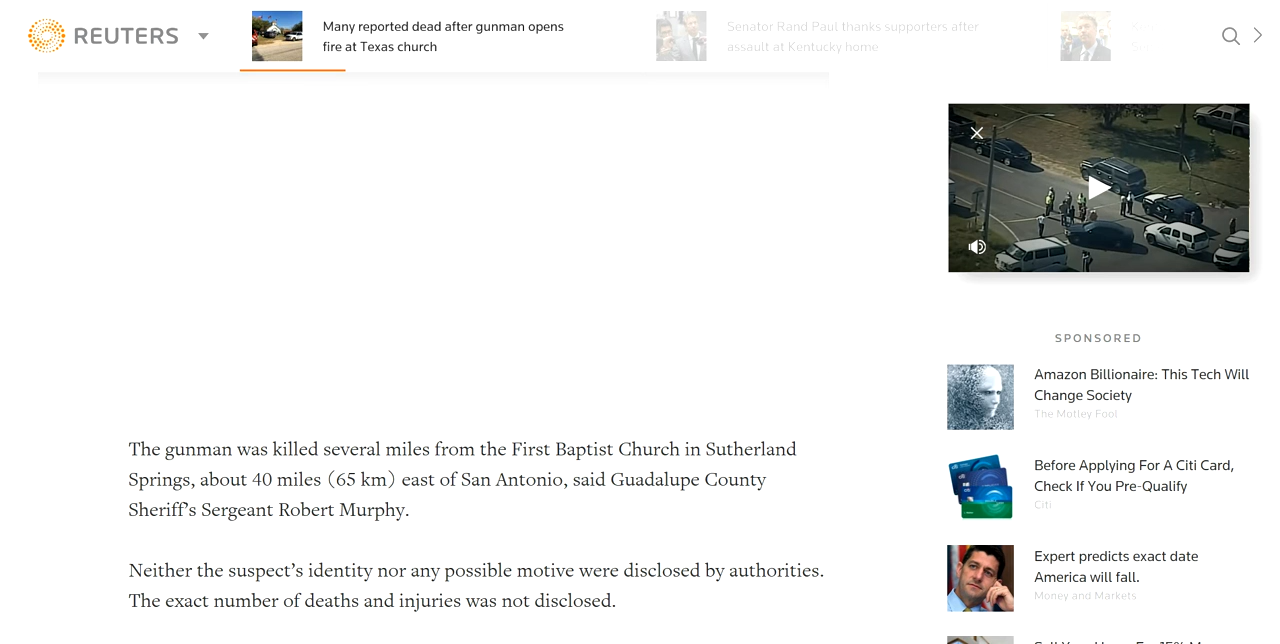 REUTERS
Many reported dead after gunman opens
fire at Texas church
Senator Rand Paul thanks supporters after
assault at Kentucky home
SPONSORED
Amazon Billionaire: This Tech Will
Change Society
The Motley Fool
Before Applying For A Citi Card,
Check If You Pre-Qualify
Citi
Expert predicts exact date
America will fall.
Money and Markets
The gunman was killed several miles from the First Baptist Church in Sutherland
Springs, about 40 miles (65 km) east of San Antonio, said Guadalupe County
Sheriff’s Sergeant Robert Murphy.
Neither the suspect’s identity nor any possible motive were disclosed by authorities.
The exact number of deaths and injuries was not disclosed.